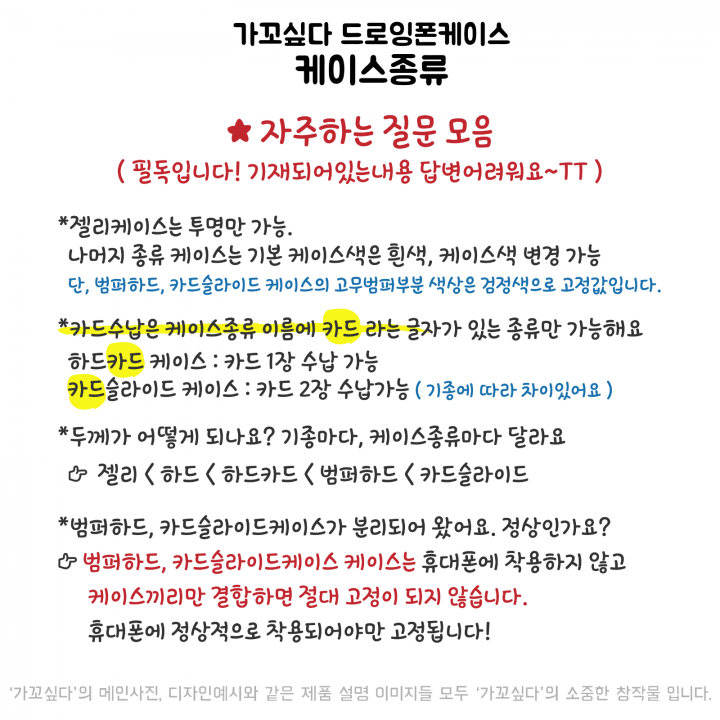 가꼬싶다 드로잉폰케이스
케이스종류
★ 자주하는 질문 모음
( 필독입니다! 기재되어있는내용 답변어려워요~TT )
*젤리케이스는 투명만 가능.
나머지 종류 케이스는 기본 케이스색은 흰색, 케이스색 변경 가능
단, 범퍼하드, 카드슬라이드 케이스의 고무범퍼부분 색상은 검정색으로 고정값입니다.
*카드수납은 케이스종류 이름에 카드 라는 글자가 있는 종류만 가능해요
하드카드 케이스 : 카드 1장 수납 가능
카드슬라이드 케이스 : 카드 2장 수납가능 ( 기종에 따라 차이있어요 )
*두께가 어떻게 되나요? 기종마다, 케이스종류마다 달라요
👉 젤리 < 하드 < 하드카드 < 범퍼하드 < 카드슬라이드
*범퍼하드, 카드슬라이드케이스가 분리되어 왔어요. 정상인가요?
👉 범퍼하드, 카드슬라이드케이스 케이스는 휴대폰에 착용하지 않고
케이스끼리만 결합하면 절대 고정이 되지 않습니다.
휴대폰에 정상적으로 착용되어야만 고정됩니다!
'가꼬싶다'의 메인사진, 디자인예시와 같은 제품 설명 이미지들 모두 '가꼬싶다'의 소중한 창작물 입니다.